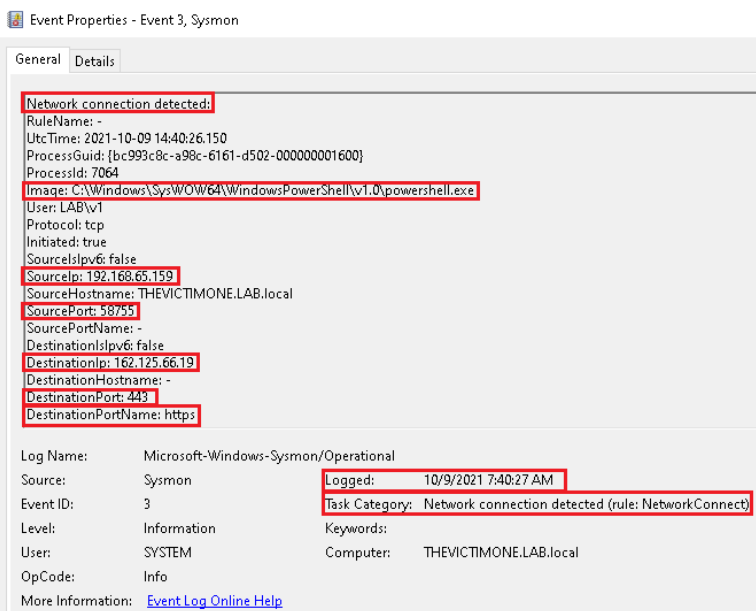 Event Properties - Event 3, Sysmon
General Details
Network connection detected:
RuleName: -
UtcTime: 2021-10-09 14:40:26.150
ProcessGuid: {bc993c8c-a98c-6161-d502-000000001600}
ProcessId: 7064
Image: C:\Windows\SysWOW64\WindowsPowerShell\v1.0\powershell.exe
User: LAB\v1
Protocol: tcp
Initiated: true
SourceIsIpv6: false
SourceIp: 192.168.65.159
SourceHostname: THEVICTIMONE.LAB.local
SourcePort: 58755
SourcePortName: -
DestinationIsIpv6: false
DestinationIp: 162.125.66.19
DestinationHostname: -
DestinationPort: 443
DestinationPortName: https
Log Name: Microsoft-Windows-Sysmon/Operational
Source: Sysmon Logged: 10/9/2021 7:40:27 AM
Event ID: 3 Task Category: Network connection detected (rule: NetworkConnect)
Level: Information Keywords:
User: SYSTEM Computer: THEVICTIMONE.LAB.local
OpCode: Info
More Information: Event Log Online Help